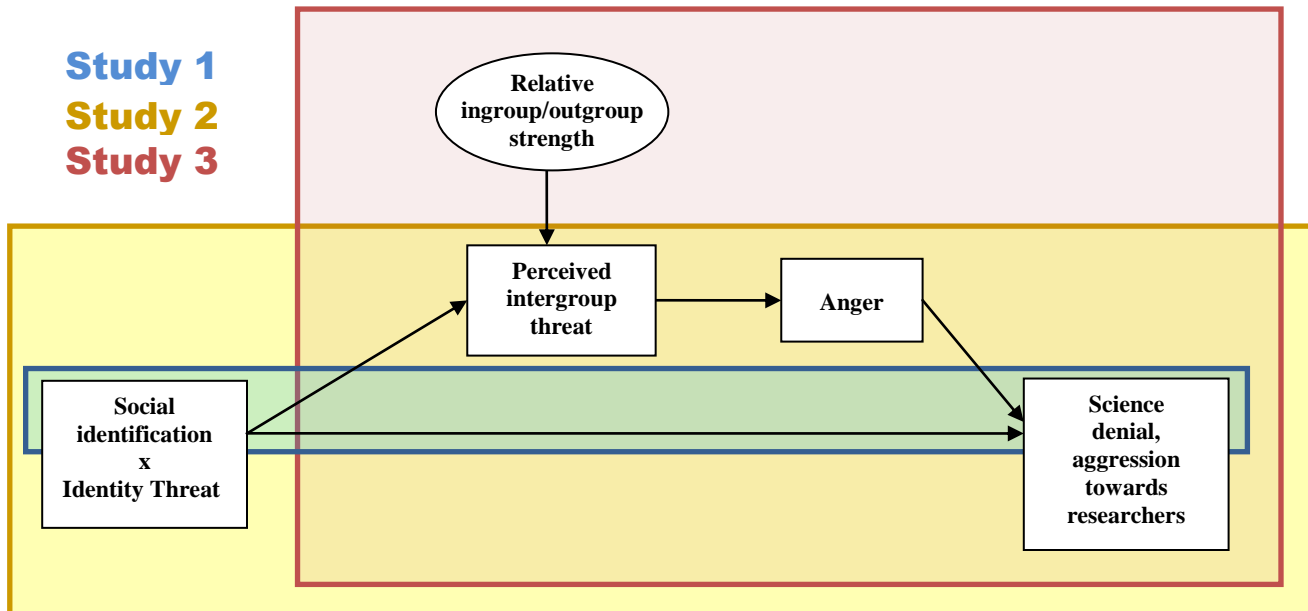 Study 1
Study 2
Study 3
Relative
ingroup/outgroup
strength
Perceived
intergroup
threat
Anger
Social
identification
x
Identity Threat
Science
denial,
aggression
towards
researchers